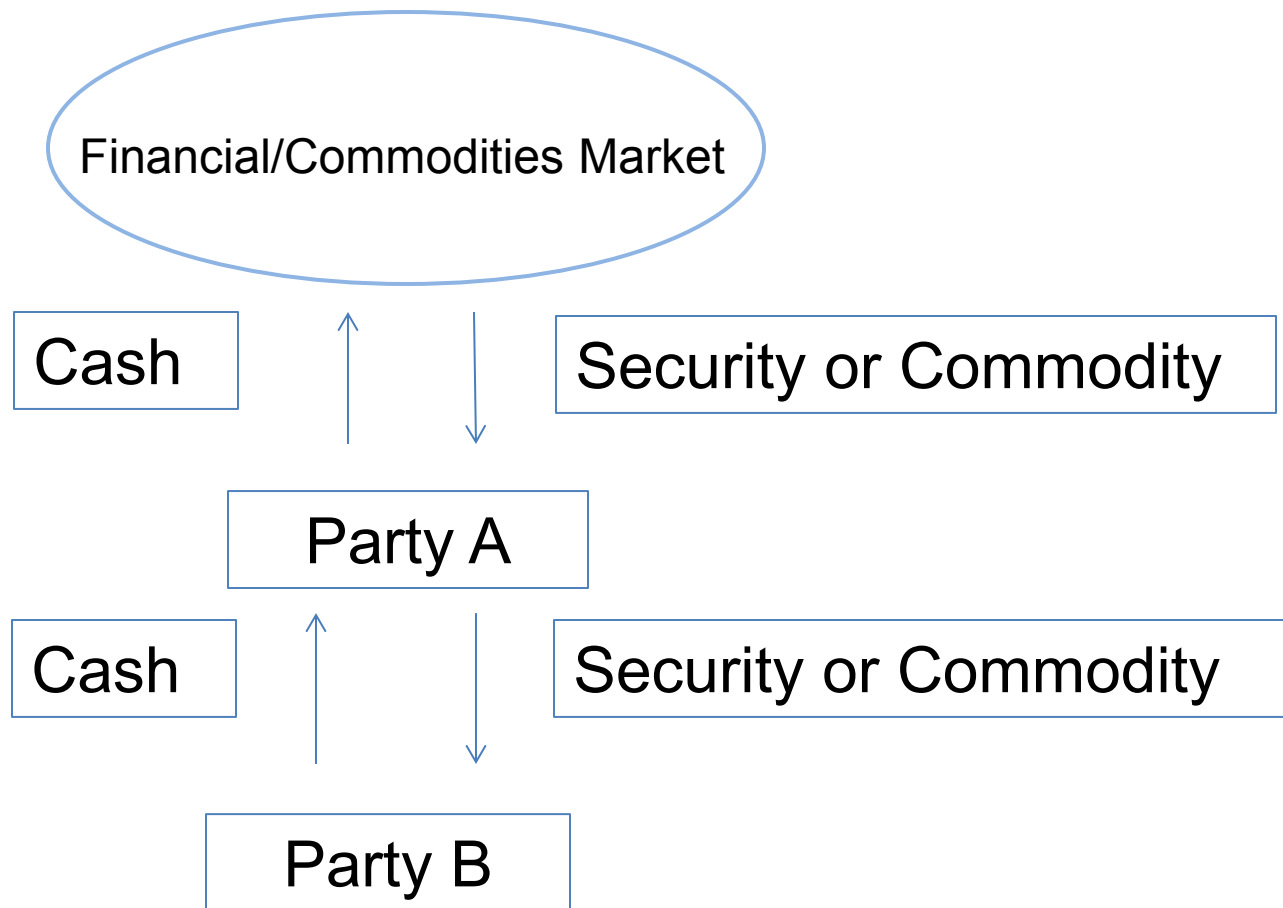 Financial/Commodities Market
Cash
Security or Commodity
Party A
Cash
Security or Commodity
Party B